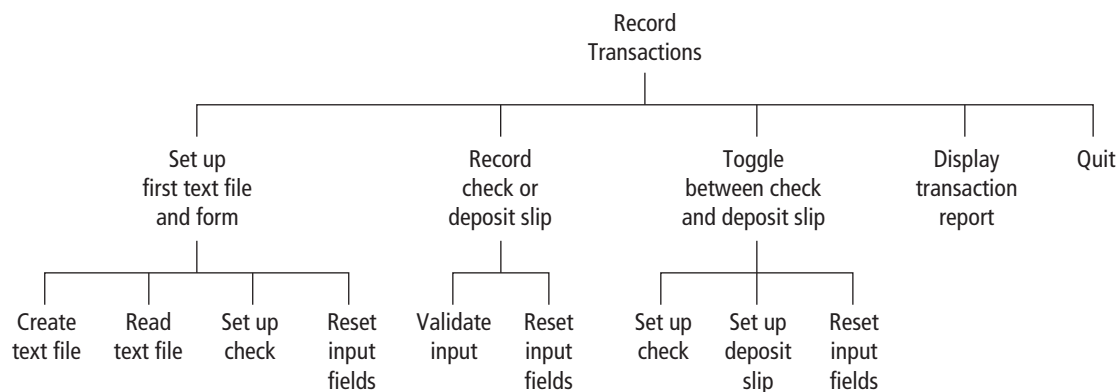 Record
Transactions
Set up
first text file
and form
Record
check or
deposit slip
Toggle
between check
and deposit slip
Display
transaction
report
Quit
Create
text file
Read
text file
Set up
check
Reset
input
fields
Validate
input
Reset
input
fields
Set up
check
Set up
deposit
slip
Reset
input
fields